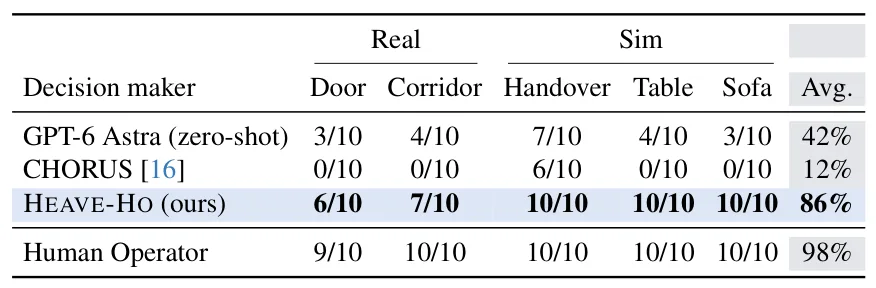 Real Sim
Decision maker Door Corridor Handover Table Sofa Avg.
GPT-6 Astra (zero-shot) 3/10 4/10 7/10 4/10 3/10 42%
CHORUS [16] 0/10 0/10 6/10 0/10 0/10 12%
HEAVE-HO (ours) 6/10 7/10 10/10 10/10 10/10 86%
Human Operator 9/10 10/10 10/10 10/10 10/10 98%